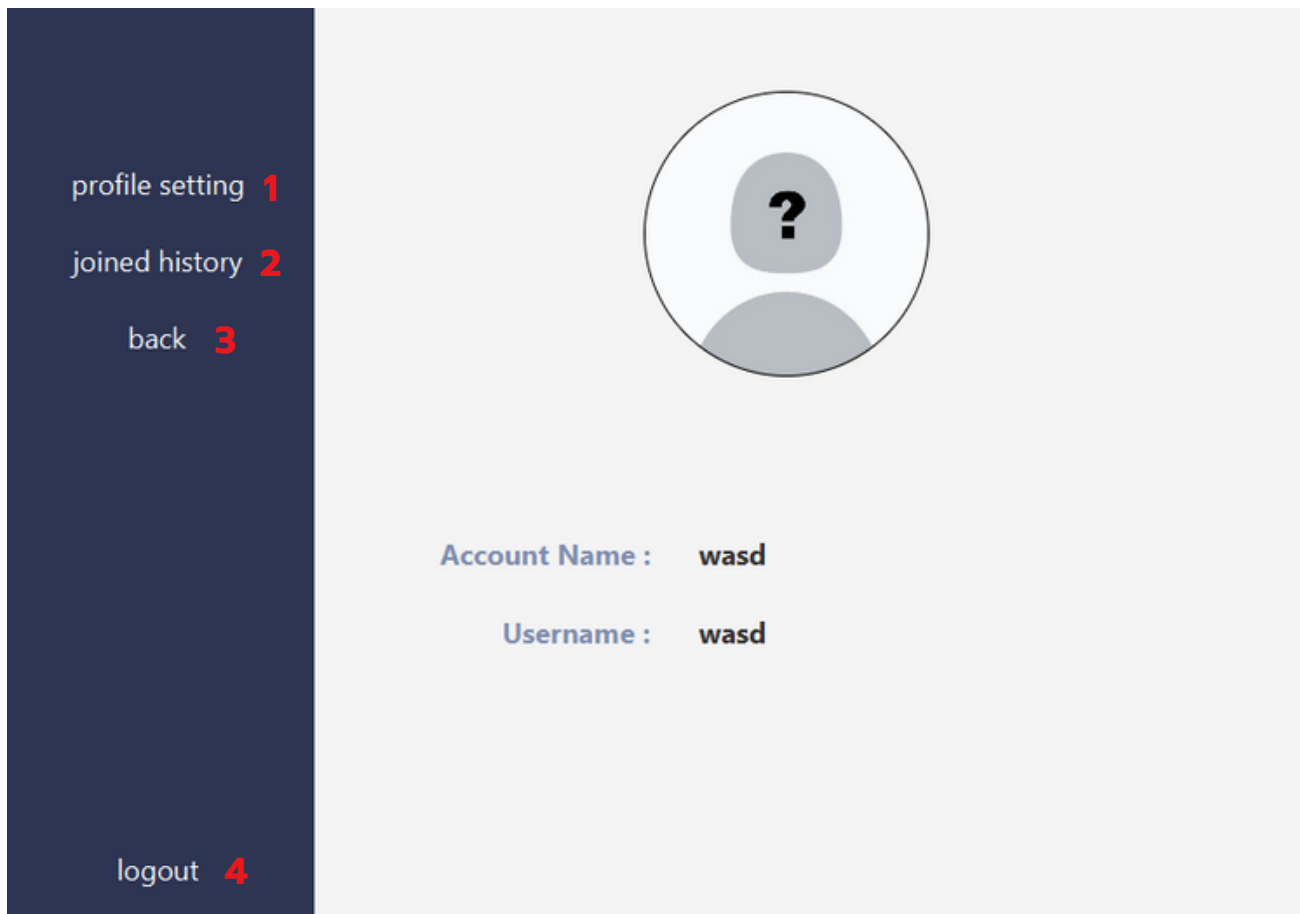 profile setting 1
joined history 2
back 3
?
Account Name : wasd
Username : wasd
logout 4